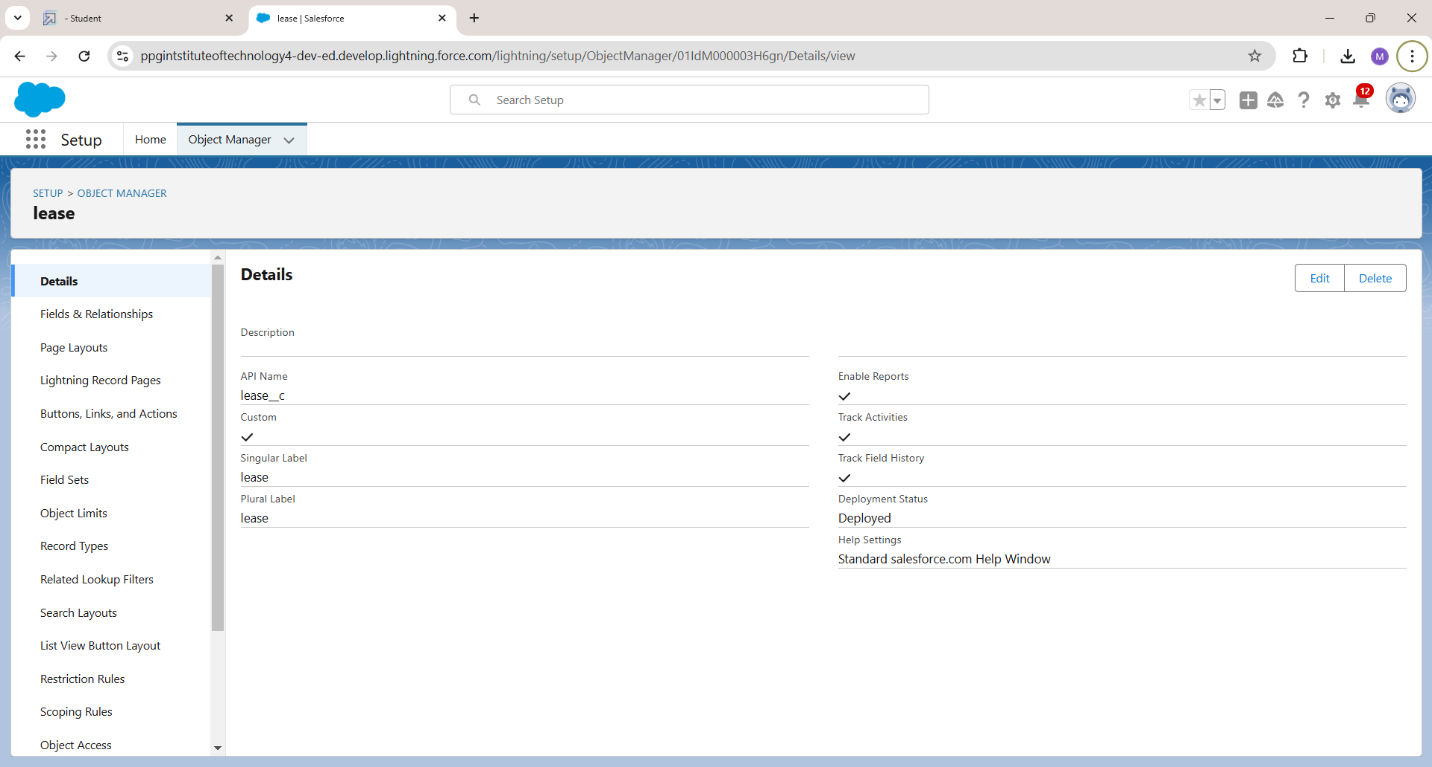 - Student
lease | Salesforce
ppgintstituteoftechnology4-dev-ed.develop.lightning.force.com/lightning/setup/ObjectManager/01IdM000003H6gn/Details/view
M
Search Setup
12
Setup
Home
Object Manager
SETUP > OBJECT MANAGER
lease
Details
Fields & Relationships
Page Layouts
Lightning Record Pages
Buttons, Links, and Actions
Compact Layouts
Field Sets
Object Limits
Record Types
Related Lookup Filters
Search Layouts
List View Button Layout
Restriction Rules
Scoping Rules
Object Access
Details
Edit
Delete
Description
API Name
lease__c
Custom
Singular Label
lease
Plural Label
lease
Enable Reports
Track Activities
Track Field History
Deployment Status
Deployed
Help Settings
Standard salesforce.com Help Window